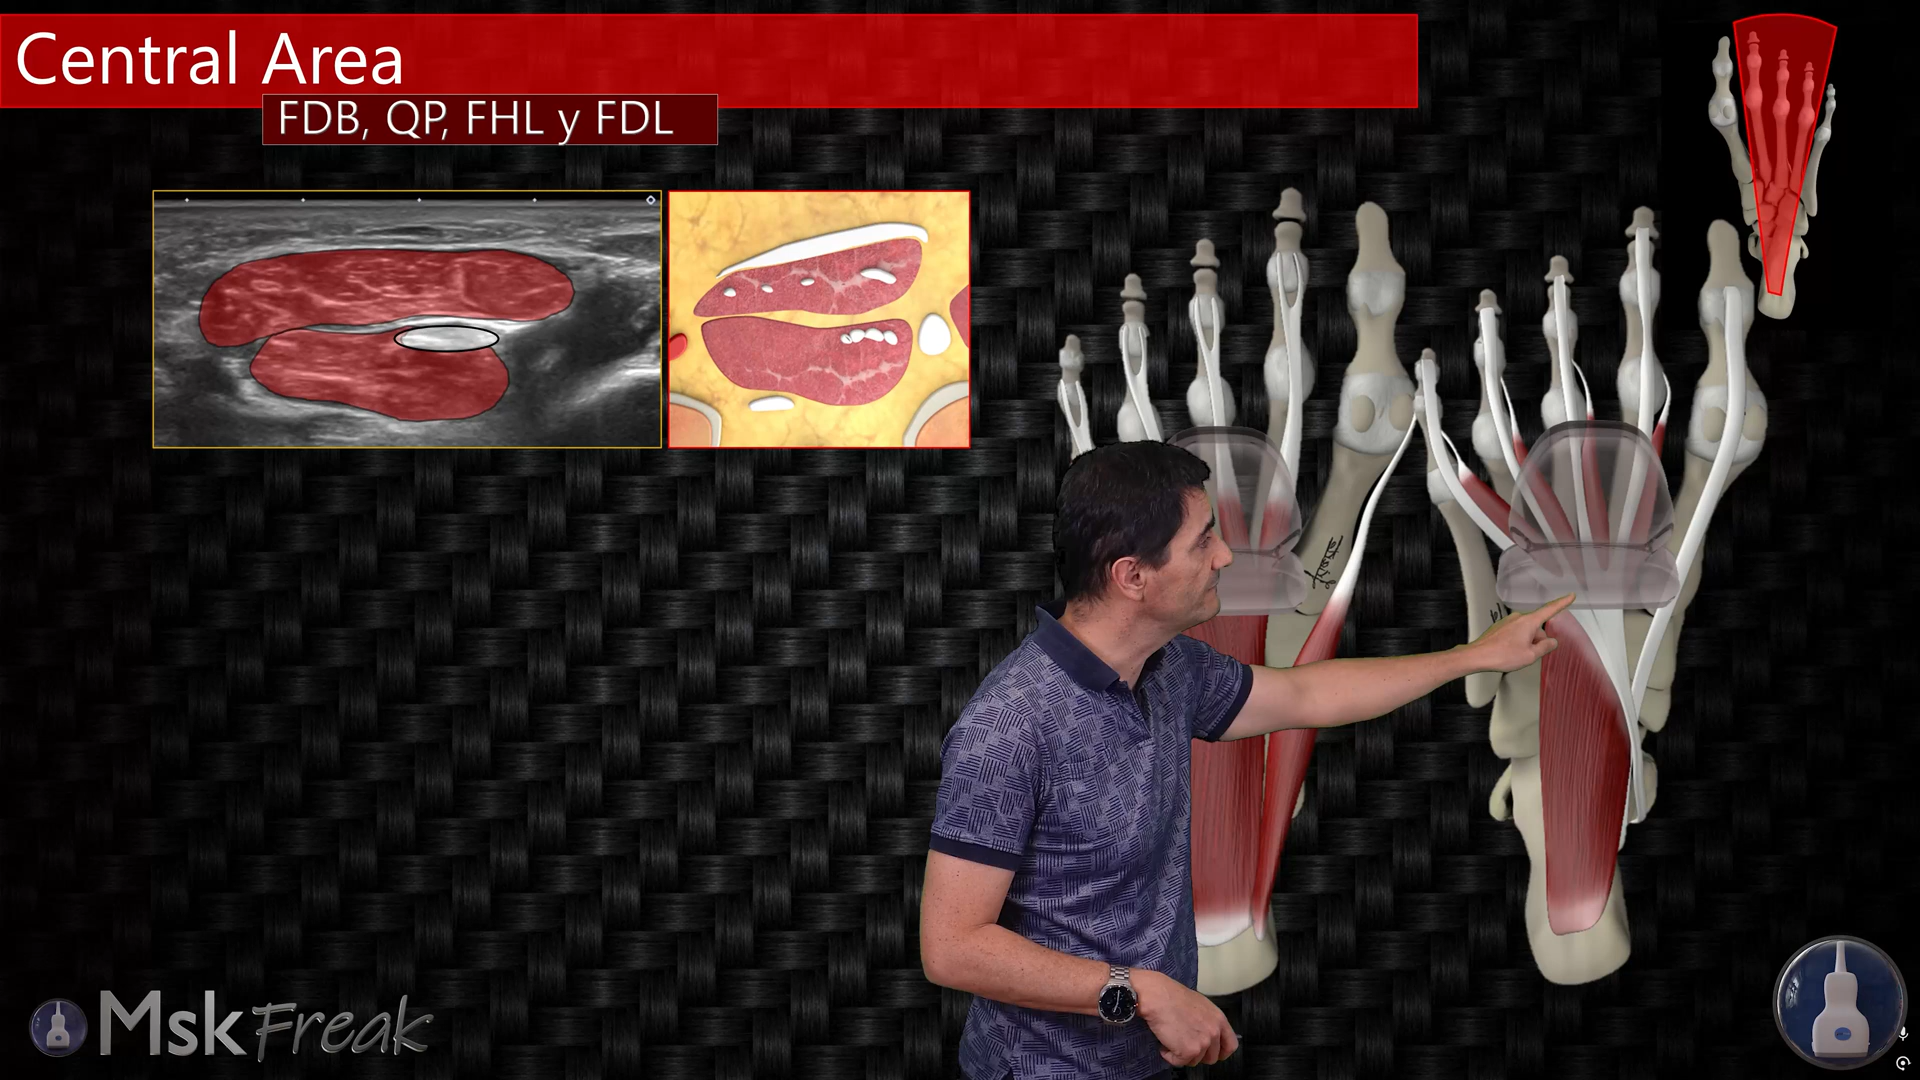 Central Area
FDB, QP, FHL y FDL
MskFreak